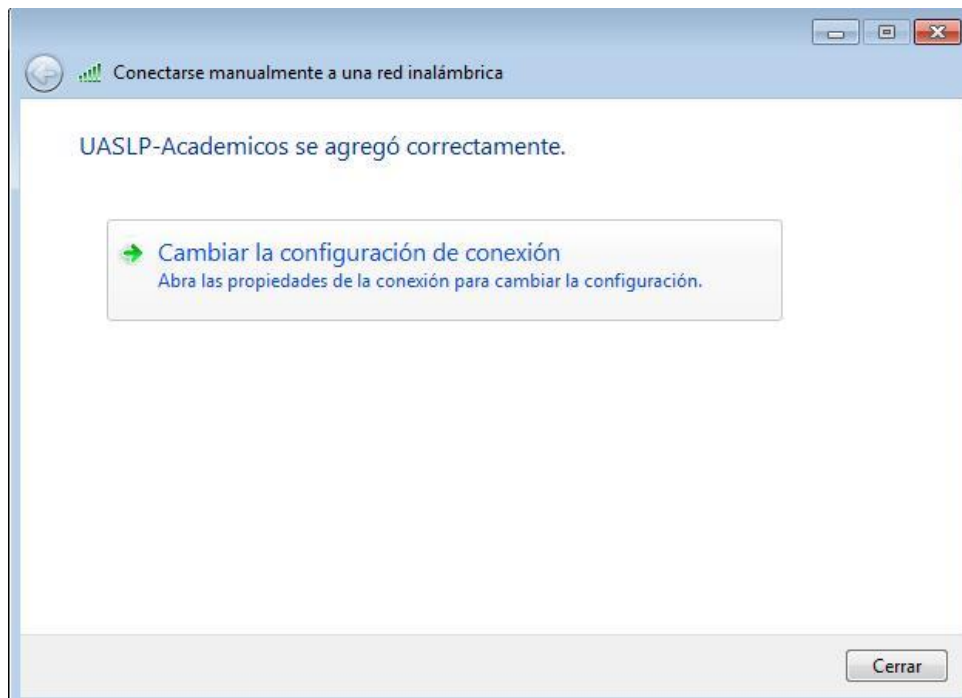 Conectarse manualmente a una red inalámbrica
UASLP-Academicos se agregó correctamente.
Cambiar la configuración de conexión
Abra las propiedades de la conexión para cambiar la configuración.
Cerrar